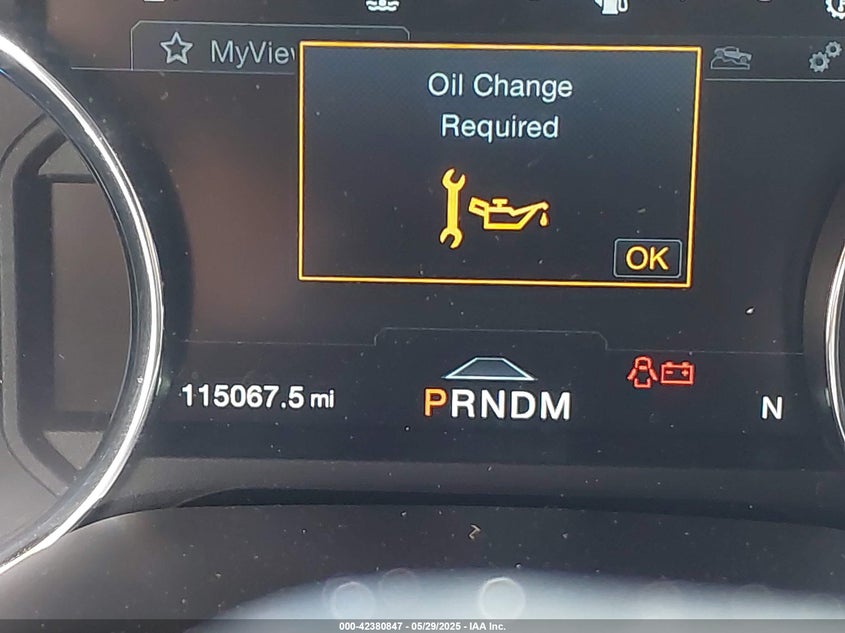 MyView
Oil Change
Required
OK
115067.5 mi
PRNDM
N
000-42380847 - 05/29/2025 - IAA Inc.